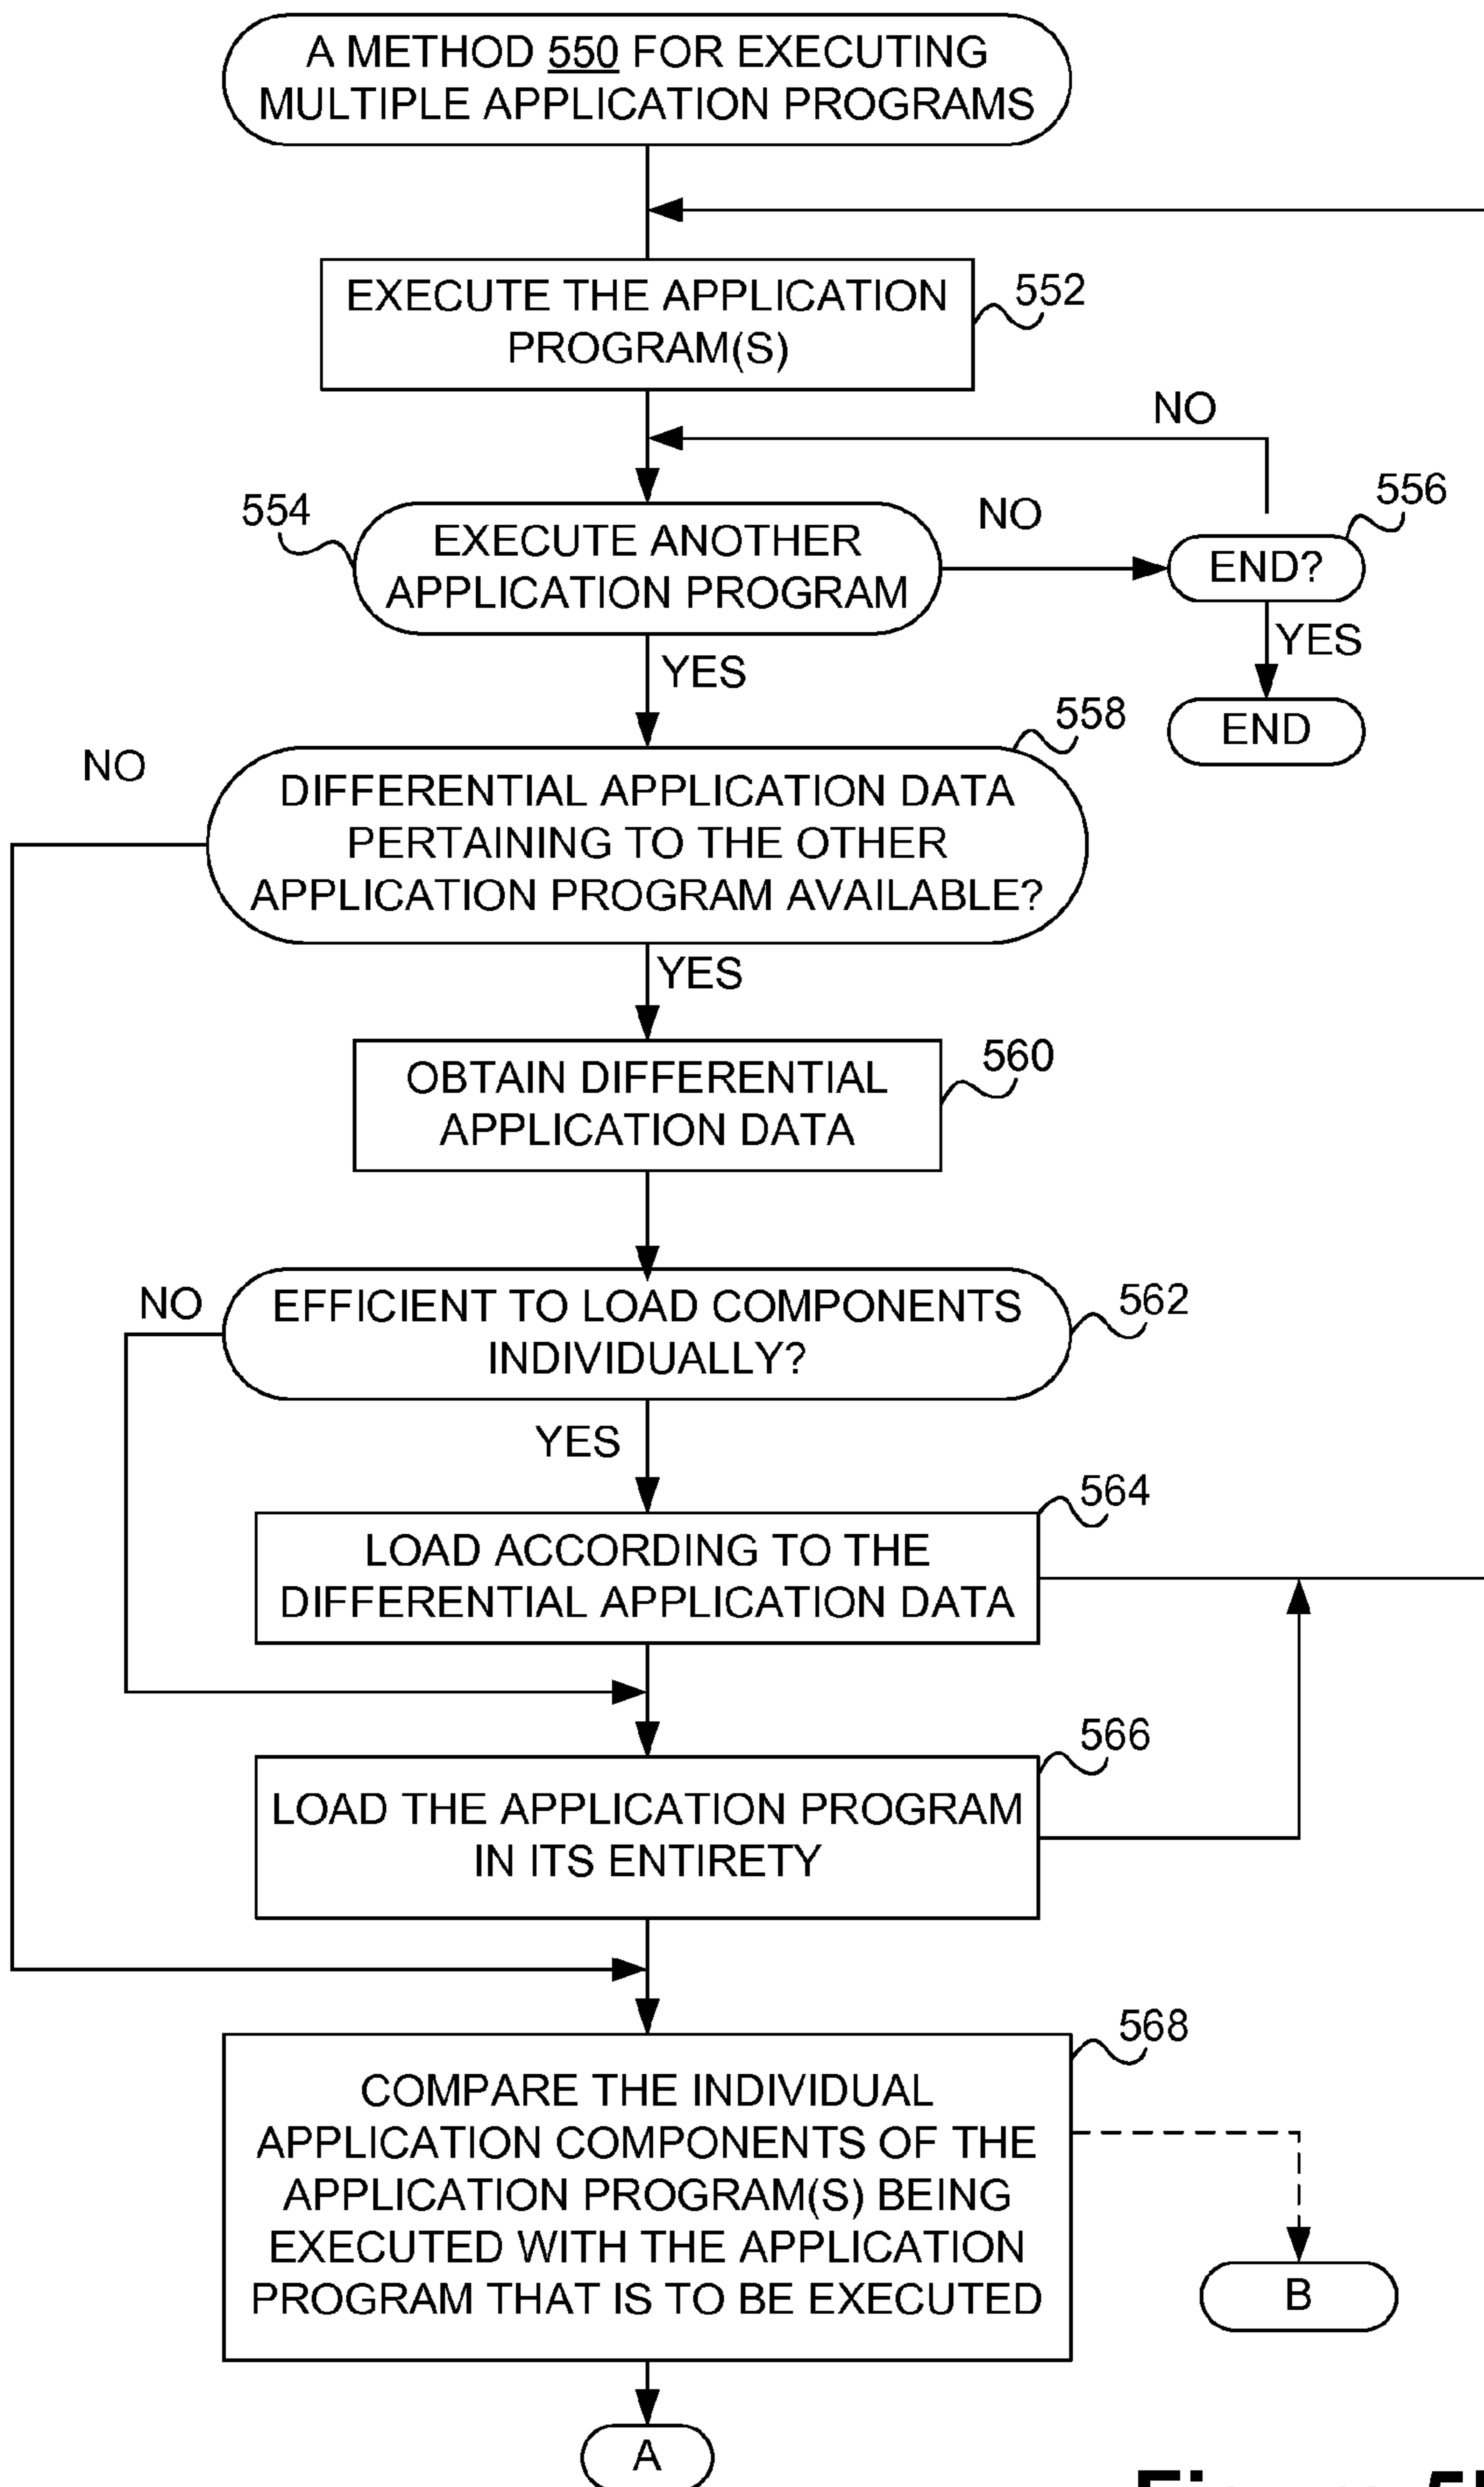 A METHOD 550 FOR EXECUTING
MULTIPLE APPLICATION PROGRAMS
EXECUTE THE APPLICATION
PROGRAM(S)
552
NO
554
EXECUTE ANOTHER
APPLICATION PROGRAM
NO
556
END?
YES
YES
END
558
NO
DIFFERENTIAL APPLICATION DATA
PERTAINING TO THE OTHER
APPLICATION PROGRAM AVAILABLE?
YES
560
OBTAIN DIFFERENTIAL
APPLICATION DATA
NO
562
EFFICIENT TO LOAD COMPONENTS
INDIVIDUALLY?
YES
564
LOAD ACCORDING TO THE
DIFFERENTIAL APPLICATION DATA
566
LOAD THE APPLICATION PROGRAM
IN ITS ENTIRETY
568
COMPARE THE INDIVIDUAL
APPLICATION COMPONENTS OF THE
APPLICATION PROGRAM(S) BEING
EXECUTED WITH THE APPLICATION
PROGRAM THAT IS TO BE EXECUTED
B
A